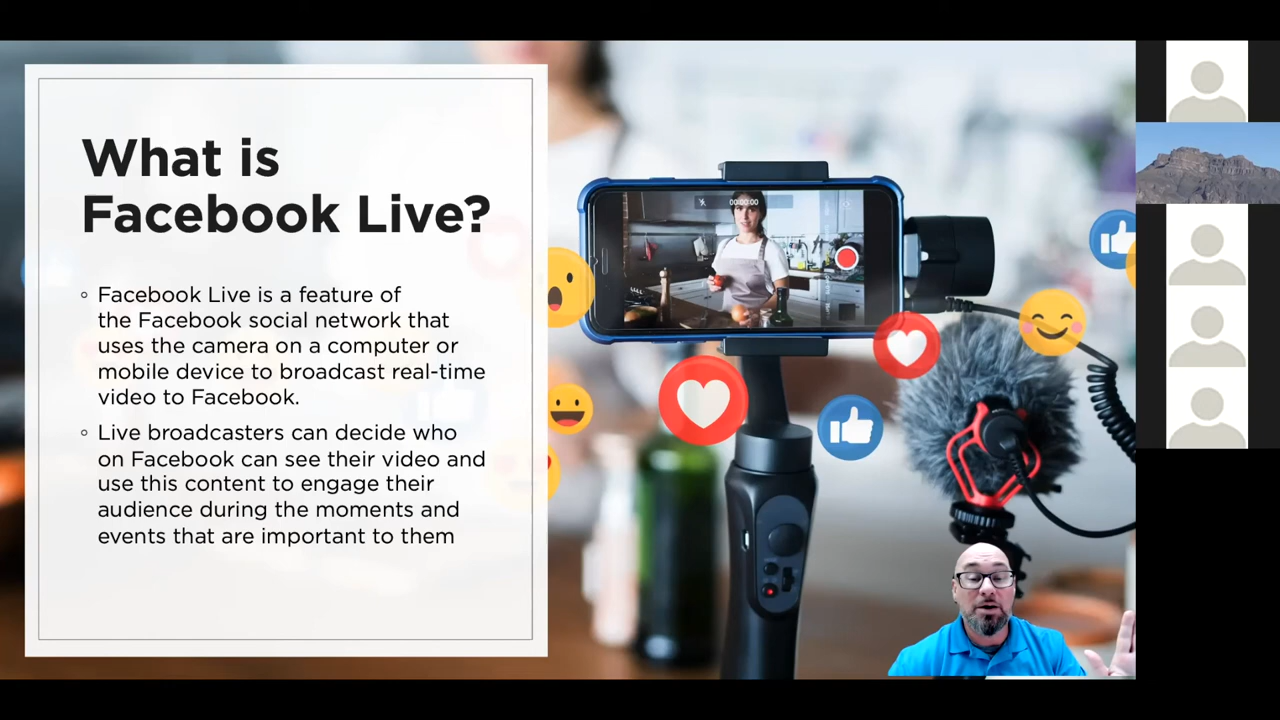 What is
Facebook Live?
Facebook Live is a feature of
the Facebook social network that
uses the camera on a computer or
mobile device to broadcast real-time
video to Facebook.
Live broadcasters can decide who
on Facebook can see their video and
use this content to engage their
audience during the moments and
events that are important to them
00:00:00